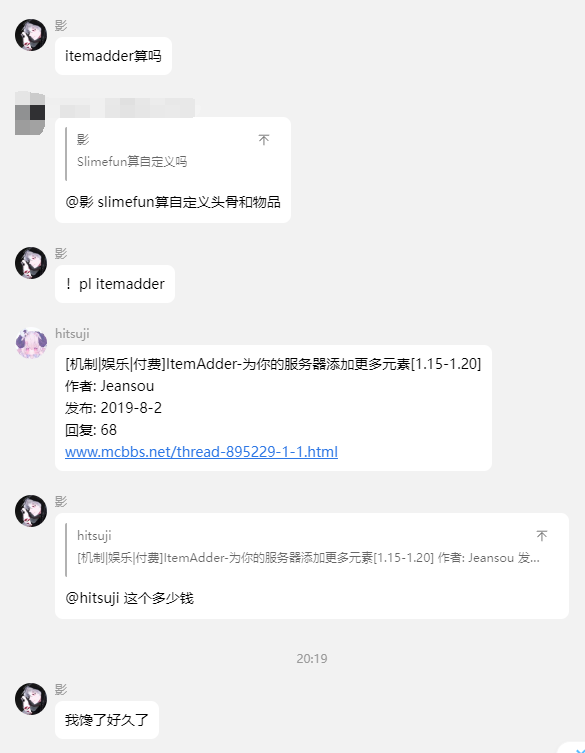 影
itemadder算吗
影
Slimefun算自定义吗
@影 slimefun算自定义头骨和物品
影
！pl itemadder
hitsuji
[机制|娱乐|付费]ItemAdder-为你的服务器添加更多元素[1.15-1.20]
作者: Jeansou
发布: 2019-8-2
回复: 68
www.mcbbs.net/thread-895229-1-1.html
影
hitsuji
[机制|娱乐|付费]ItemAdder-为你的服务器添加更多元素[1.15-1.20] 作者: Jeansou 发...
@hitsuji 这个多少钱
20:19
影
我馋了好久了